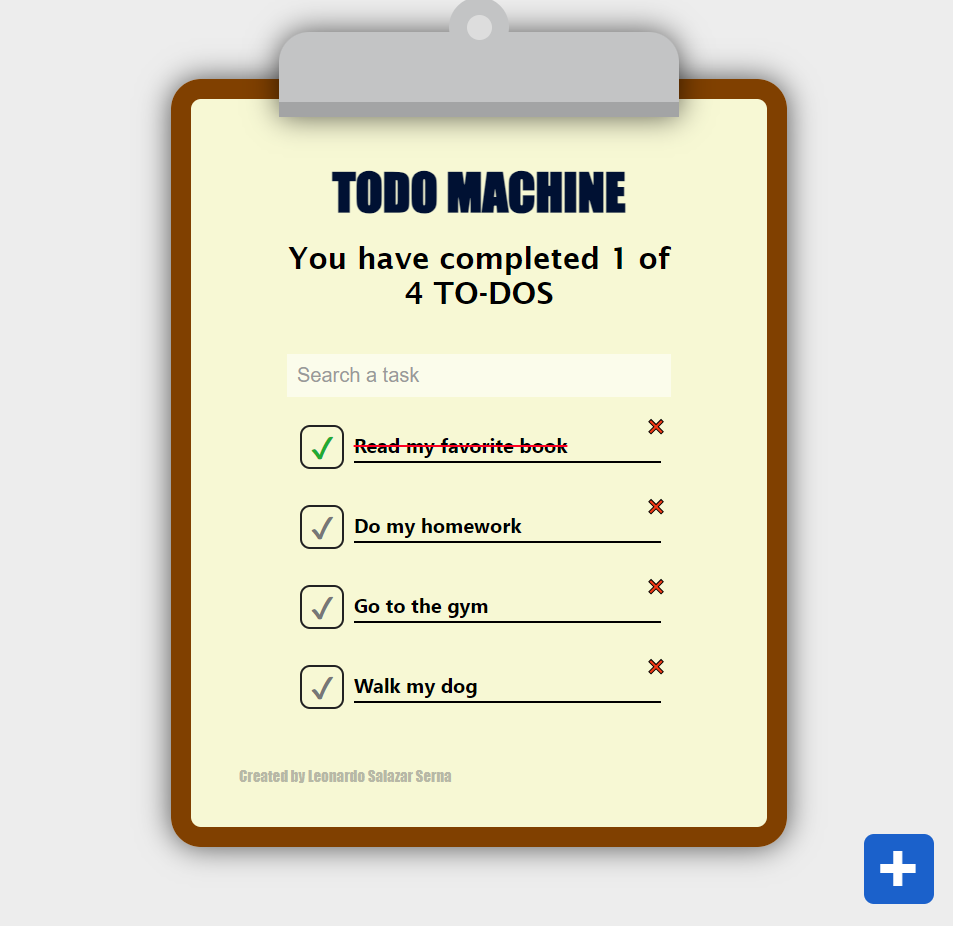 TODO MACHINE
You have completed 1 of
4 TO-DOS
Search a task
Read my favorite book
Do my homework
Go to the gym
Walk my dog
Created by Leonardo Salazar Serna